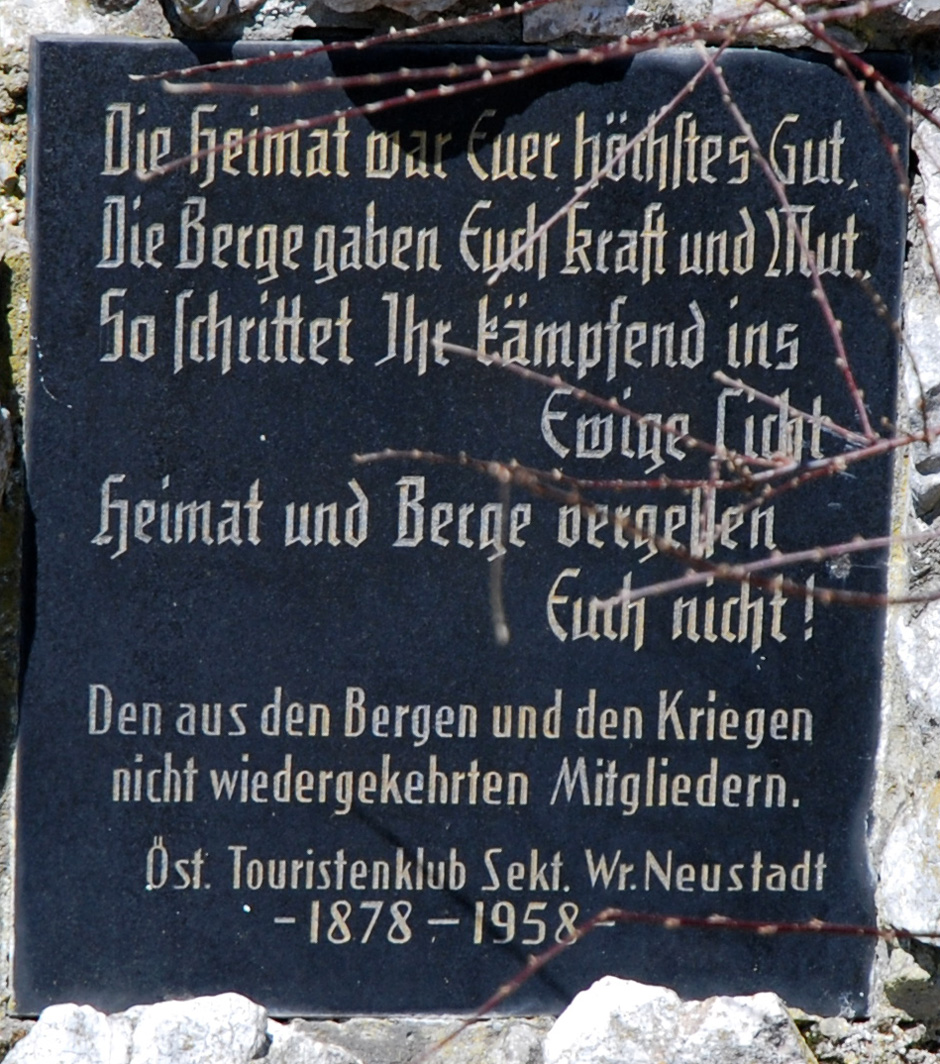 Die Heimat war Euer höchstes Gut.
Die Berge gaben Euch kraft und Mut.
So schrittet Ihr kämpfend ins
Ewige Licht
Heimat und Berge vergessen
Euch nicht!
Den aus den Bergen und den Kriegen
nicht wiedergekehrten Mitgliedern.
Öst. Touristenklub Sekt. Wr. Neustadt
- 1878 - 1958 -